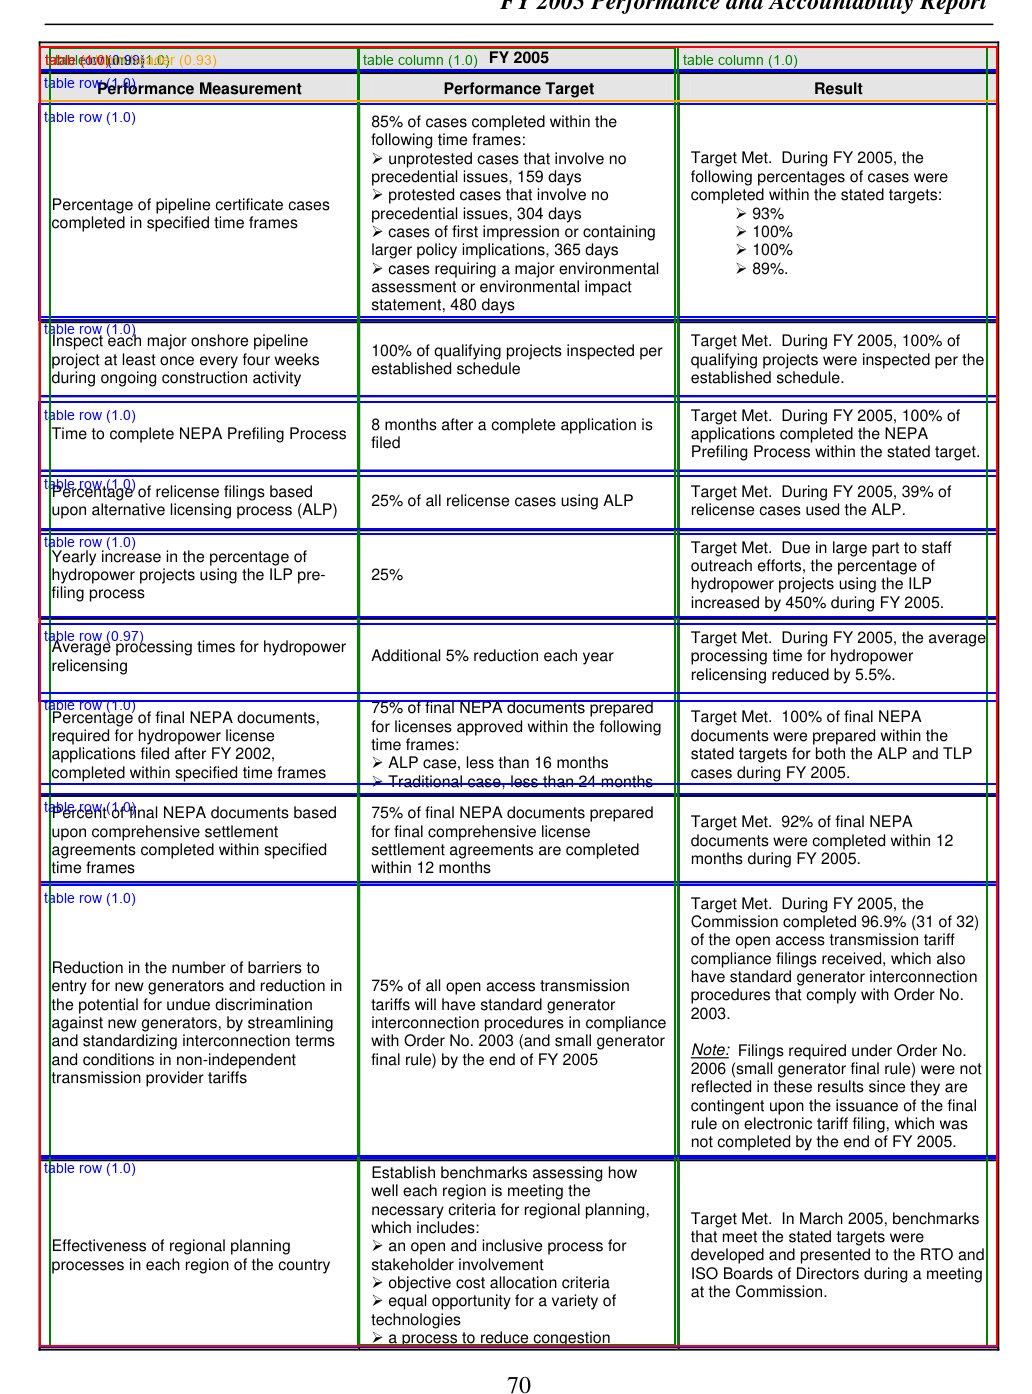 FY 2005 Performance and Accountability Report
table column (1.0) FY 2005 table column (1.0)
table row (1.0)
Performance Measurement Performance Target Result
table row (1.0)
Percentage of pipeline certificate cases
completed in specified time frames
85% of cases completed within the
following time frames:
➢ unprotested cases that involve no
precedential issues, 159 days
➢ protested cases that involve no
precedential issues, 304 days
➢ cases of first impression or containing
larger policy implications, 365 days
➢ cases requiring a major environmental
assessment or environmental impact
statement, 480 days
Target Met.  During FY 2005, the
following percentages of cases were
completed within the stated targets:
➢ 93%
➢ 100%
➢ 100%
➢ 89%.
table row (1.0)
Inspect each major onshore pipeline
project at least once every four weeks
during ongoing construction activity
100% of qualifying projects inspected per
established schedule
Target Met.  During FY 2005, 100% of
qualifying projects were inspected per the
established schedule.
table row (1.0)
Time to complete NEPA Prefiling Process
8 months after a complete application is
filed
Target Met.  During FY 2005, 100% of
applications completed the NEPA
Prefiling Process within the stated target.
table row (1.0)
Percentage of relicense filings based
upon alternative licensing process (ALP)
25% of all relicense cases using ALP
Target Met.  During FY 2005, 39% of
relicense cases used the ALP.
table row (1.0)
Yearly increase in the percentage of
hydropower projects using the ILP pre-
filing process
25%
Target Met.  Due in large part to staff
outreach efforts, the percentage of
hydropower projects using the ILP
increased by 450% during FY 2005.
table row (0.97)
Average processing times for hydropower
relicensing
Additional 5% reduction each year
Target Met.  During FY 2005, the average
processing time for hydropower
relicensing reduced by 5.5%.
table row (1.0)
Percentage of final NEPA documents,
required for hydropower license
applications filed after FY 2002,
completed within specified time frames
75% of final NEPA documents prepared
for licenses approved within the following
time frames:
➢ ALP case, less than 16 months
➢ Traditional case, less than 24 months
Target Met.  100% of final NEPA
documents were prepared within the
stated targets for both the ALP and TLP
cases during FY 2005.
table row (1.0)
Percent of final NEPA documents based
upon comprehensive settlement
agreements completed within specified
time frames
75% of final NEPA documents prepared
for final comprehensive license
settlement agreements are completed
within 12 months
Target Met.  92% of final NEPA
documents were completed within 12
months during FY 2005.
table row (1.0)
Reduction in the number of barriers to
entry for new generators and reduction in
the potential for undue discrimination
against new generators, by streamlining
and standardizing interconnection terms
and conditions in non-independent
transmission provider tariffs
75% of all open access transmission
tariffs will have standard generator
interconnection procedures in compliance
with Order No. 2003 (and small generator
final rule) by the end of FY 2005
Target Met.  During FY 2005, the
Commission completed 96.9% (31 of 32)
of the open access transmission tariff
compliance filings received, which also
have standard generator interconnection
procedures that comply with Order No.
2003.
Note:  Filings required under Order No.
2006 (small generator final rule) were not
reflected in these results since they are
contingent upon the issuance of the final
rule on electronic tariff filing, which was
not completed by the end of FY 2005.
table row (1.0)
Effectiveness of regional planning
processes in each region of the country
Establish benchmarks assessing how
well each region is meeting the
necessary criteria for regional planning,
which includes:
➢ an open and inclusive process for
stakeholder involvement
➢ objective cost allocation criteria
➢ equal opportunity for a variety of
technologies
➢ a process to reduce congestion
Target Met.  In March 2005, benchmarks
that meet the stated targets were
developed and presented to the RTO and
ISO Boards of Directors during a meeting
at the Commission.
70